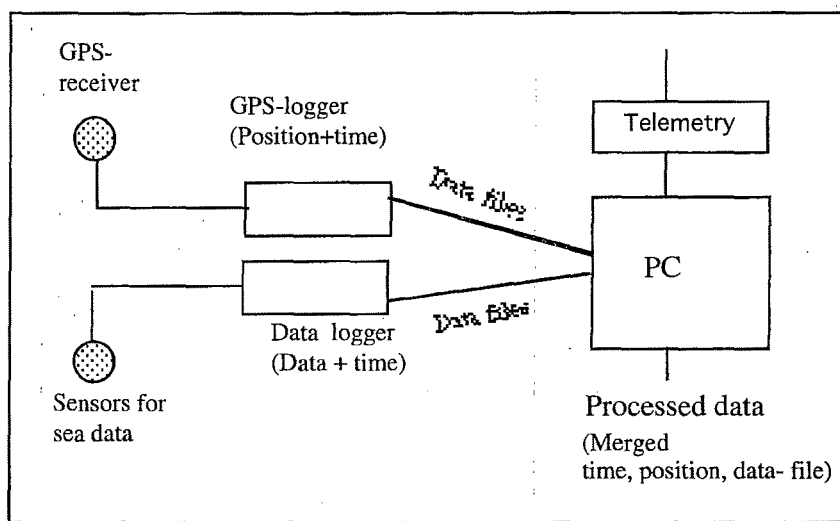 GPS-
receiver
GPS-logger
(Position+time)
Data files
Telemetry
PC
Data logger
(Data + time)
Data files
Sensors for
sea data
Processed data
(Merged
time, position, data- file)